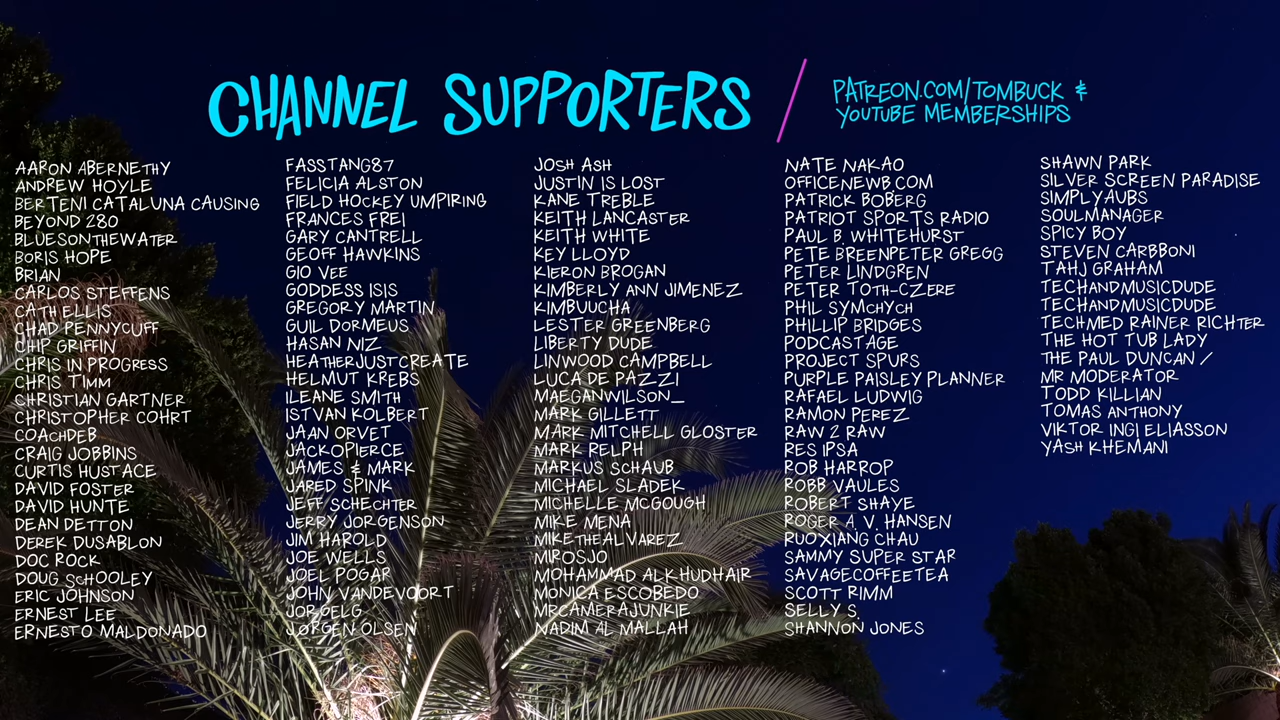 CHANNEL SUPPORTERS / PATREON.COM/TOMBUCK &
YOUTUBE MEMBERSHIPS
AARON ABERNETHY
ANDREW HOYLE
BERTENI CATALUNA CAUSING
BEYOND 280
BLUESONTHEWATER
BORIS HOPE
BRIAN
CARLOS STEFFENS
CATH ELLIS
CHAD PENNYCUFF
CHIP GRIFFIN
CHRIS IN PROGRESS
CHRIS TIMM
CHRISTIAN GARTNER
CHRISTOPHER COHRT
COACHDEB
CRAIG JOBBINS
CURTIS HUSTACE
DAVID FOSTER
DAVID HUNTE
DEAN DETTON
DEREK DUSABLON
DOC ROCK
DOUG SCHOOLEY
ERIC JOHNSON
ERNEST LEE
ERNESTO MALDONADO
FASSTANG87
FELICIA ALSTON
FIELD HOCKEY UMPIRING
FRANCES FREI
GARY CANTRELL
GEOFF HAWKINS
GIO VEE
GODDESS ISIS
GREGORY MARTIN
GUIL DORMEUS
HASAN NIZ
HEATHERJUSTCREATE
HELMUT KREBS
ILEANE SMITH
ISTVAN KOLBERT
JAAN ORVET
JACKOPIERCE
JAMES & MARK
JARED SPINK
JEFF SCHECHTER
JERRY JORGENSON
JIM HAROLD
JOE WELLS
JOEL POGAR
JOHN VANDEVOORT
JORGELG
JØRGEN OLSEN
JOSH ASH
JUSTIN IS LOST
KANE TREBLE
KEITH LANCASTER
KEITH WHITE
KEY LLOYD
KIERON BROGAN
KIMBERLY ANN JIMENEZ
KIMBUUCHA
LESTER GREENBERG
LIBERTY DUDE
LINWOOD CAMPBELL
LUCA DE PAZZI
MAEGANWILSON_
MARK GILLETT
MARK MITCHELL GLOSTER
MARK RELPH
MARKUS SCHAUB
MICHAEL SLADEK
MICHELLE MCGOUGH
MIKE MENA
MIKETHEALVAREZ
MIROSJO
MOHAMMAD ALKHUDHAIR
MONICA ESCOBEDO
MRCAMERAJUNKIE
NADIM AL MALLAH
NATE NAKAO
OFFICENEWB.COM
PATRICK BOBERG
PATRIOT SPORTS RADIO
PAUL B. WHITEHURST
PETE BREENPETER GREGG
PETER LINDGREN
PETER TOTH-CZERE
PHIL SYMCHYCH
PHILLIP BRIDGES
PODCASTAGE
PROJECT SPURS
PURPLE PAISLEY PLANNER
RAFAEL LUDWIG
RAMON PEREZ
RAW 2 RAW
RES IPSA
ROB HARROP
ROBB VAULES
ROBERT SHAVE
ROGER A. V. HANSEN
RUOXIANG CHAU
SAMMY SUPER STAR
SAVAGECOFFEETEA
SCOTT RIMM
SELLY S.
SHANNON JONES
SHAWN PARK
SILVER SCREEN PARADISE
SIMPLYAUBS
SOULMANAGER
SPICY BOY
STEVEN CARBBONI
TAHJ GRAHAM
TECHANDMUSICDUDE
TECHANDMUSICDUDE
TECHMED RAINER RICHTER
THE HOT TUB LADY
THE PAUL DUNCAN /
MR MODERATOR
TODD KILLIAN
TOMAS ANTHONY
VIKTOR INGI ELIASSON
YASH KHEMANI